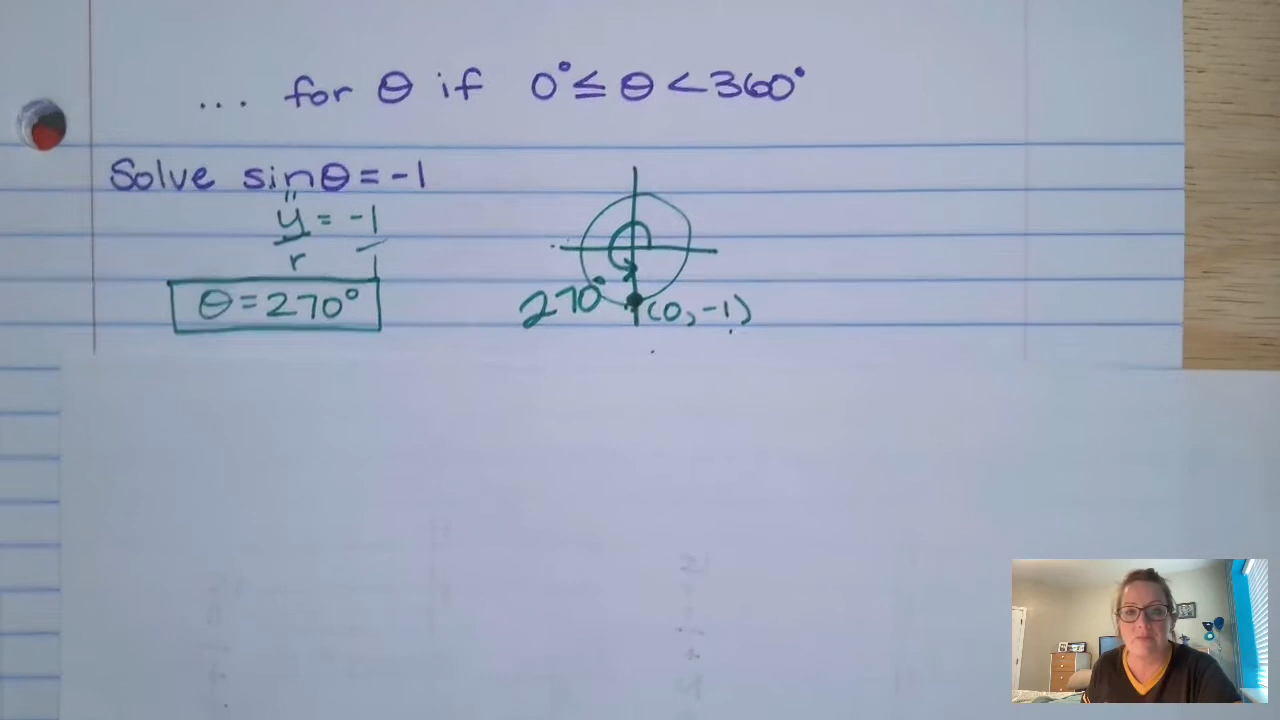 ... for θ if 0° ≤ θ < 360°
Solve sinθ = -1
"
y/r = -1/1
θ = 270°
270°
(0, -1)